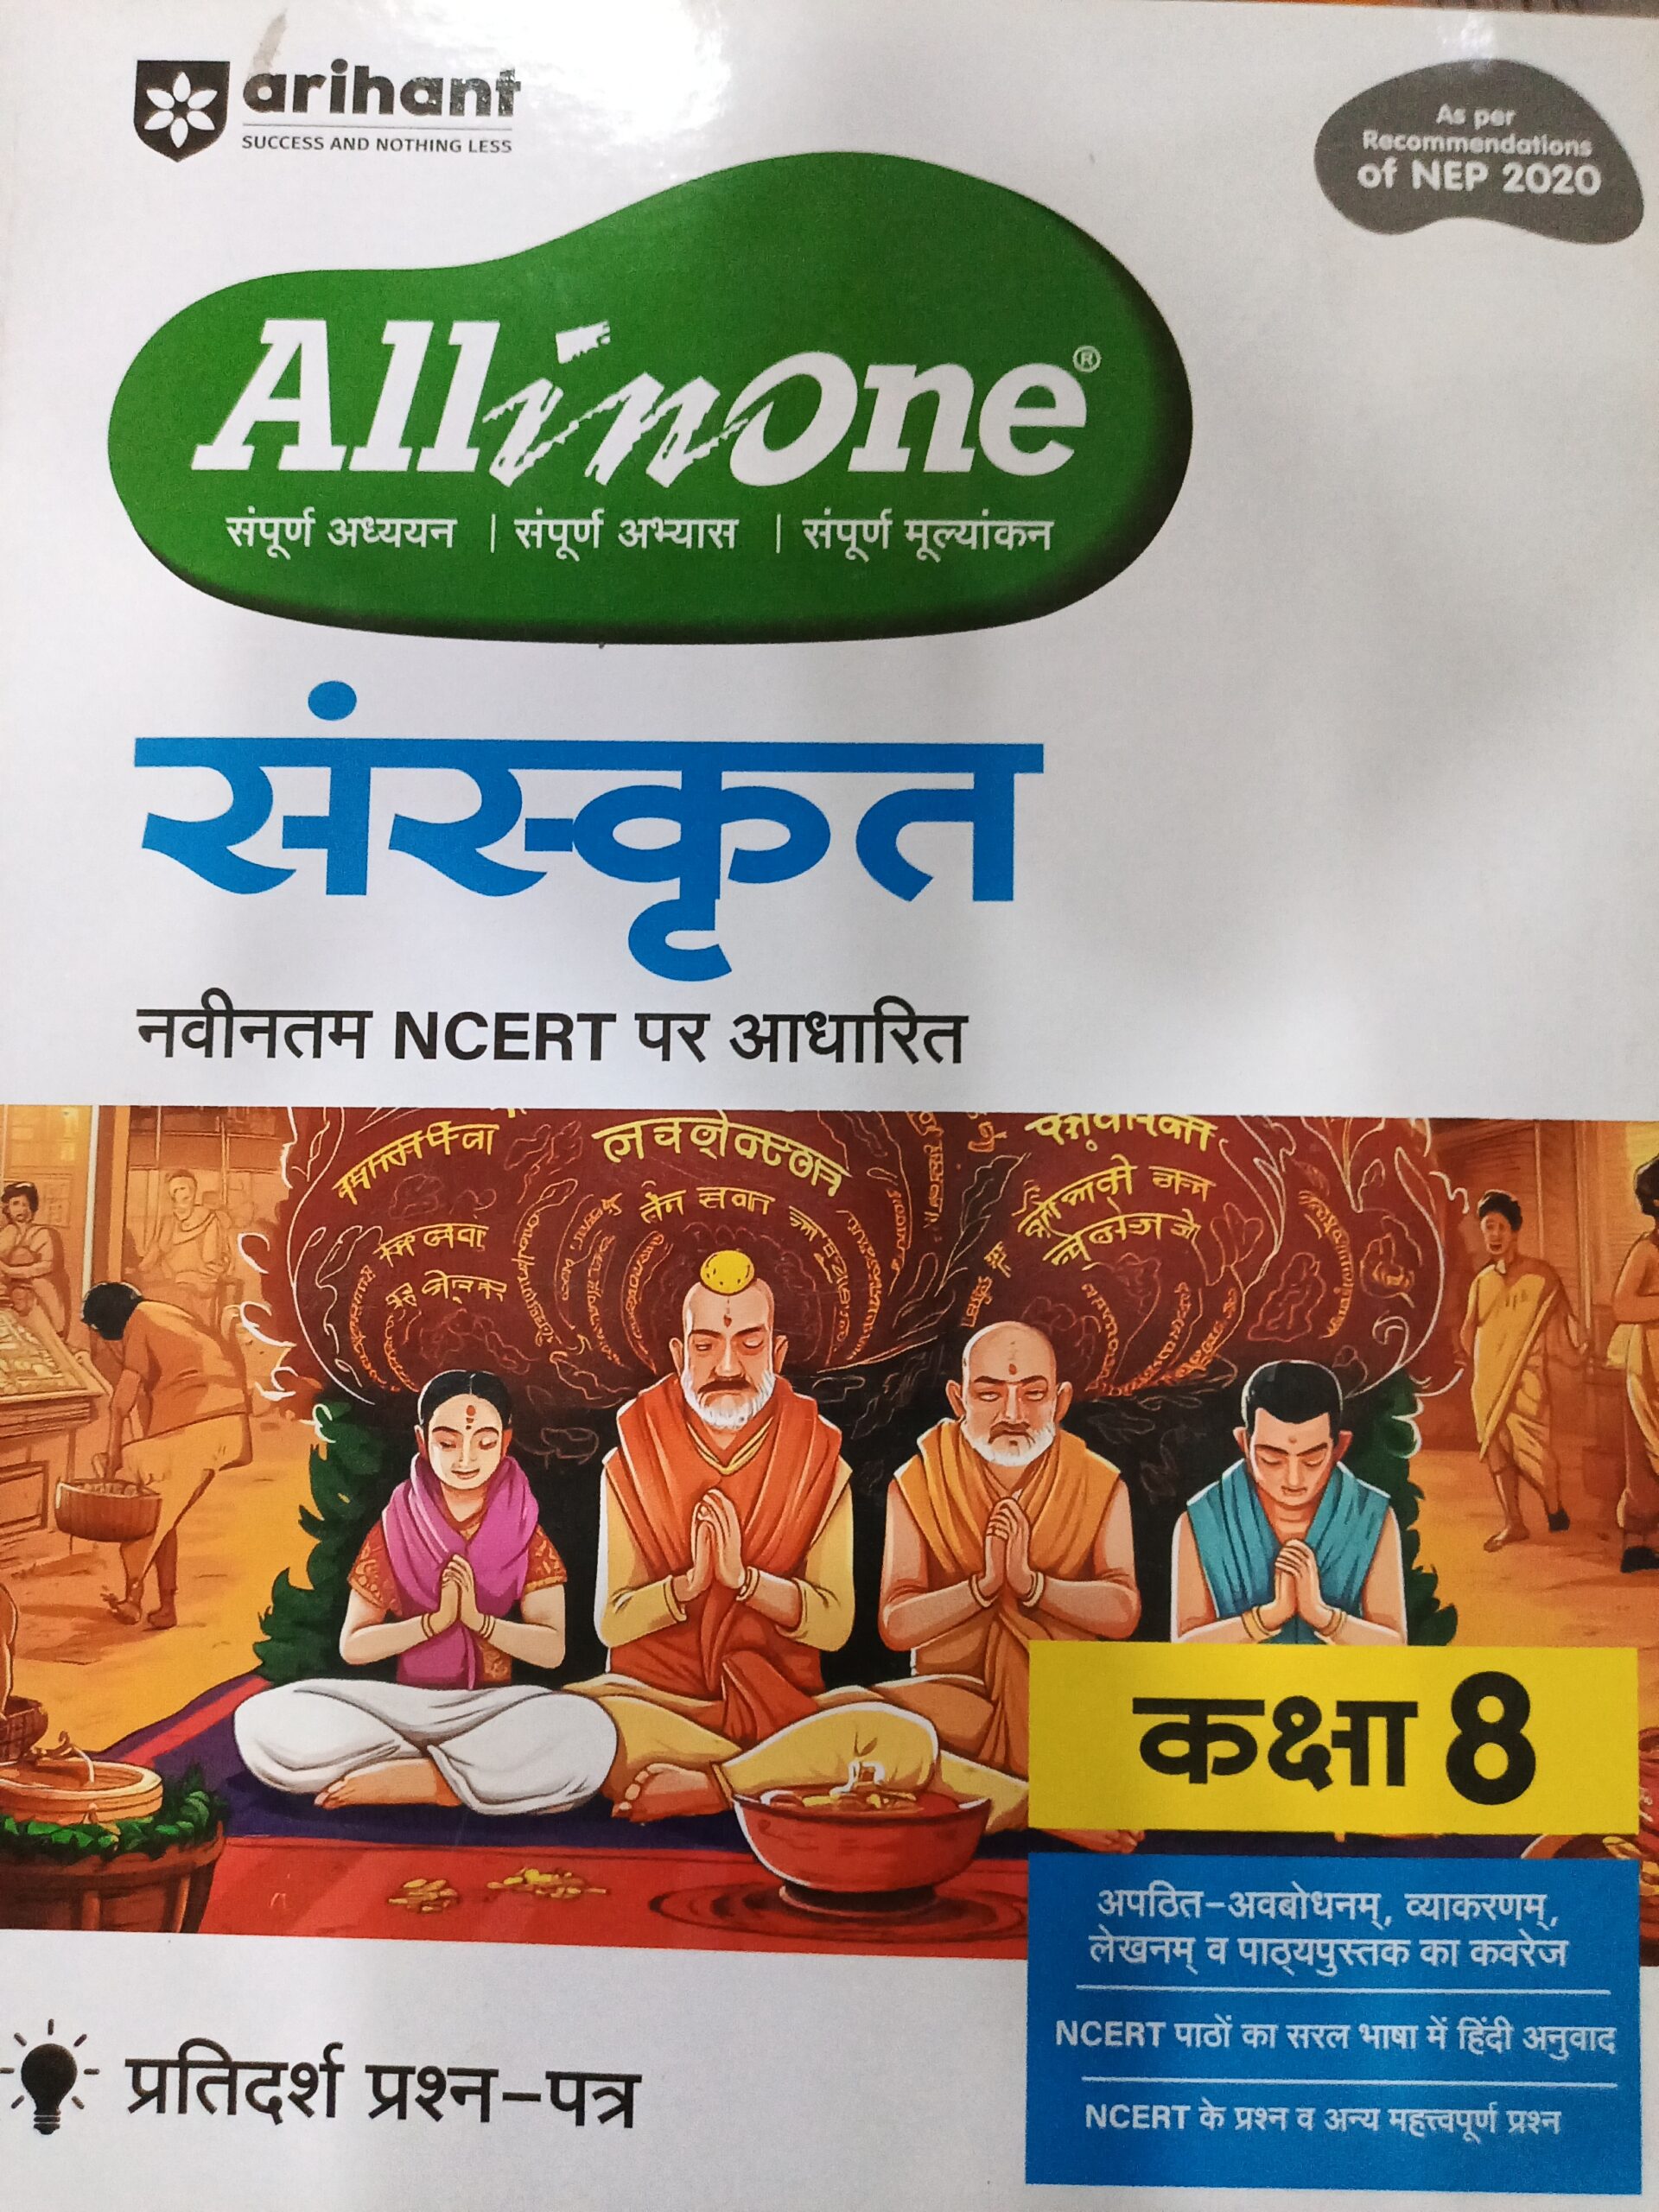 arihant
SUCCESS AND NOTHING LESS
As per
Recommendations
of NEP 2020
All in One®
संपूर्ण अध्ययन | संपूर्ण अभ्यास | संपूर्ण मूल्यांकन
संस्कृत
नवीनतम NCERT पर आधारित
कक्षा 8
अपठित-अवबोधनम्, व्याकरणम्,
लेखनम् व पाठ्यपुस्तक का कवरेज
NCERT पाठों का सरल भाषा में हिंदी अनुवाद
NCERT के प्रश्न व अन्य महत्त्वपूर्ण प्रश्न
प्रतिदर्श प्रश्न-पत्र